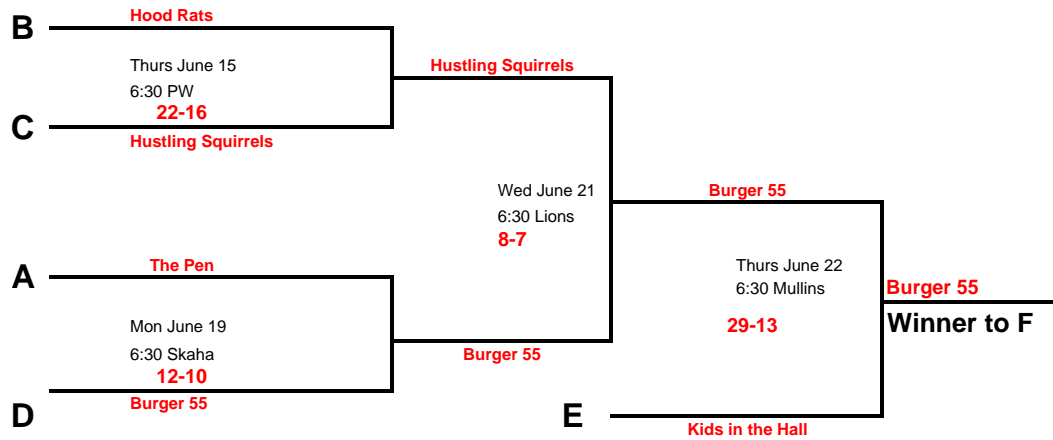 B
Hood Rats
Thurs June 15
6:30 PW
22-16
C
Hustling Squirrels
Hustling Squirrels
Wed June 21
6:30 Lions
8-7
A
The Pen
Mon June 19
6:30 Skaha
12-10
D
Burger 55
Burger 55
Burger 55
Thurs June 22
6:30 Mullins
29-13
E
Kids in the Hall
Burger 55
Winner to F